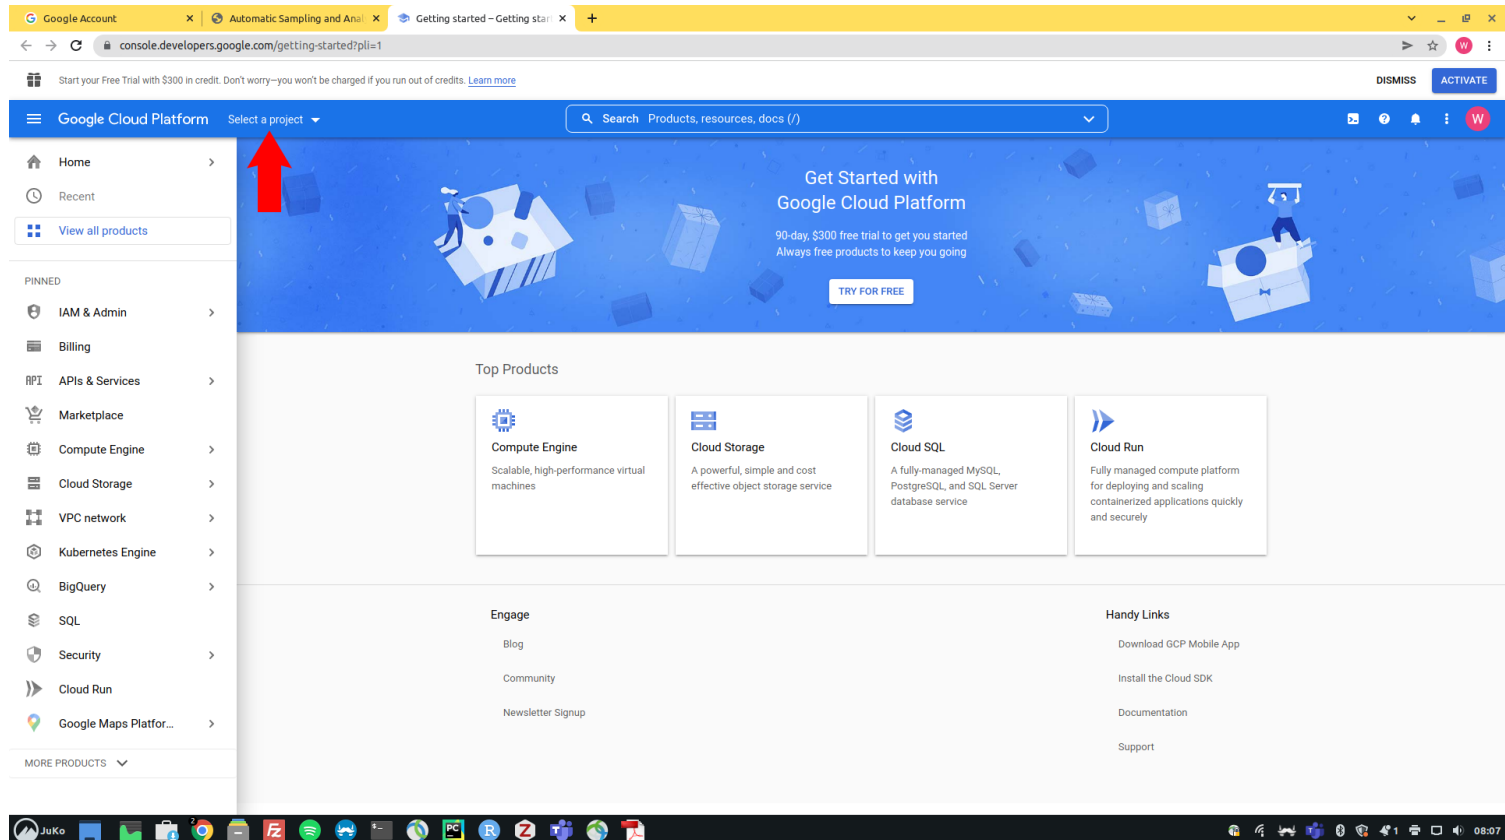 Google Account
Automatic Sampling and Anal
Getting started – Getting star
console.developers.google.com/getting-started?pli=1
W
Start your Free Trial with $300 in credit. Don't worry—you won't be charged if you run out of credits. Learn more
DISMISS
ACTIVATE
Google Cloud Platform
Select a project
Search Products, resources, docs (/)
W
Home
Recent
View all products
PINNED
IAM & Admin
Billing
API APIs & Services
Marketplace
Compute Engine
Cloud Storage
VPC network
Kubernetes Engine
BigQuery
SQL
Security
Cloud Run
Google Maps Platfor...
MORE PRODUCTS
Get Started with
Google Cloud Platform
90-day, $300 free trial to get you started
Always free products to keep you going
TRY FOR FREE
Top Products
Compute Engine
Scalable, high-performance virtual
machines
Cloud Storage
A powerful, simple and cost
effective object storage service
Cloud SQL
A fully-managed MySQL,
PostgreSQL, and SQL Server
database service
Cloud Run
Fully managed compute platform
for deploying and scaling
containerized applications quickly
and securely
Engage
Blog
Community
Newsletter Signup
Handy Links
Download GCP Mobile App
Install the Cloud SDK
Documentation
Support
JuKo
2
FZ
PC
R
Z
1
08:07